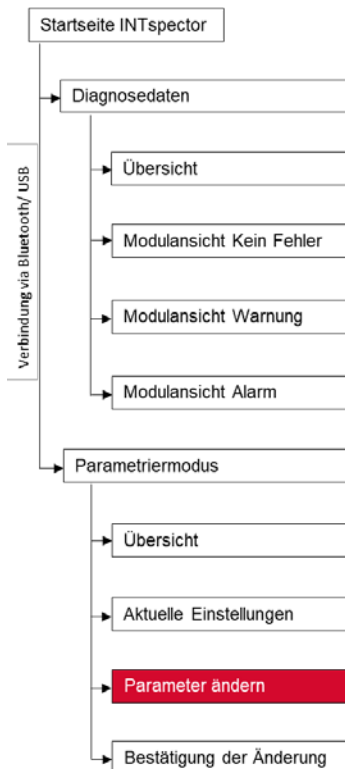 Startseite INTspector
Diagnosedaten
Übersicht
Modulansicht Kein Fehler
Modulansicht Warnung
Modulansicht Alarm
Verbindung via Bluetooth/ USB
Parametriermodus
Übersicht
Aktuelle Einstellungen
Parameter ändern
Bestätigung der Änderung